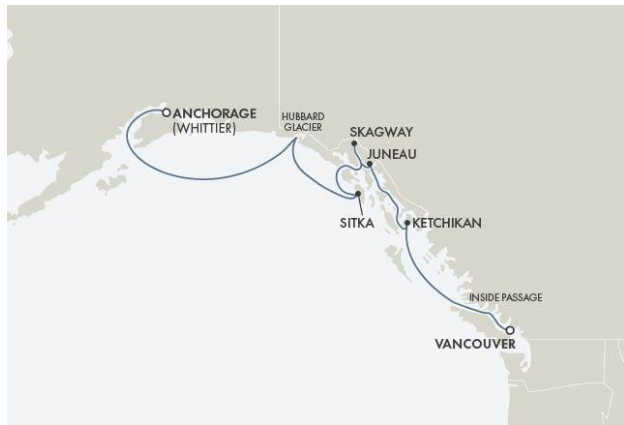 ANCHORAGE
(WHITTIER)
HUBBARD
GLACIER
SKAGWAY
JUNEAU
SITKA
KETCHIKAN
INSIDE PASSAGE
VANCOUVER